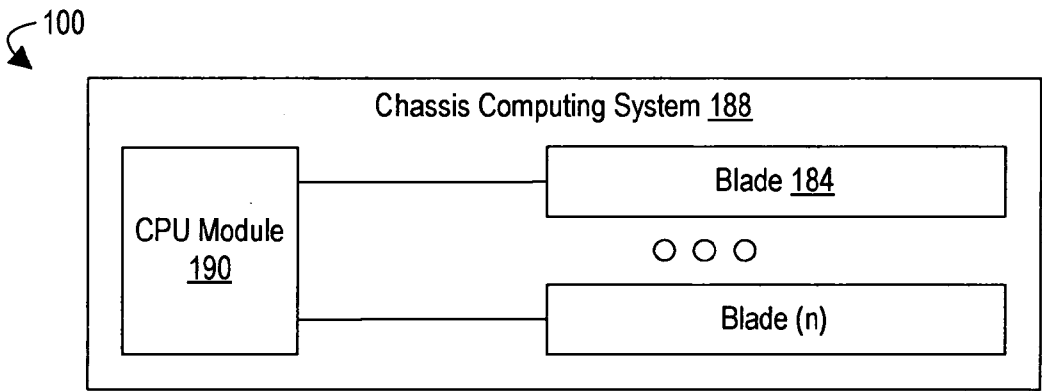 100
Chassis Computing System 188
Blade 184
CPU Module
190
Blade (n)